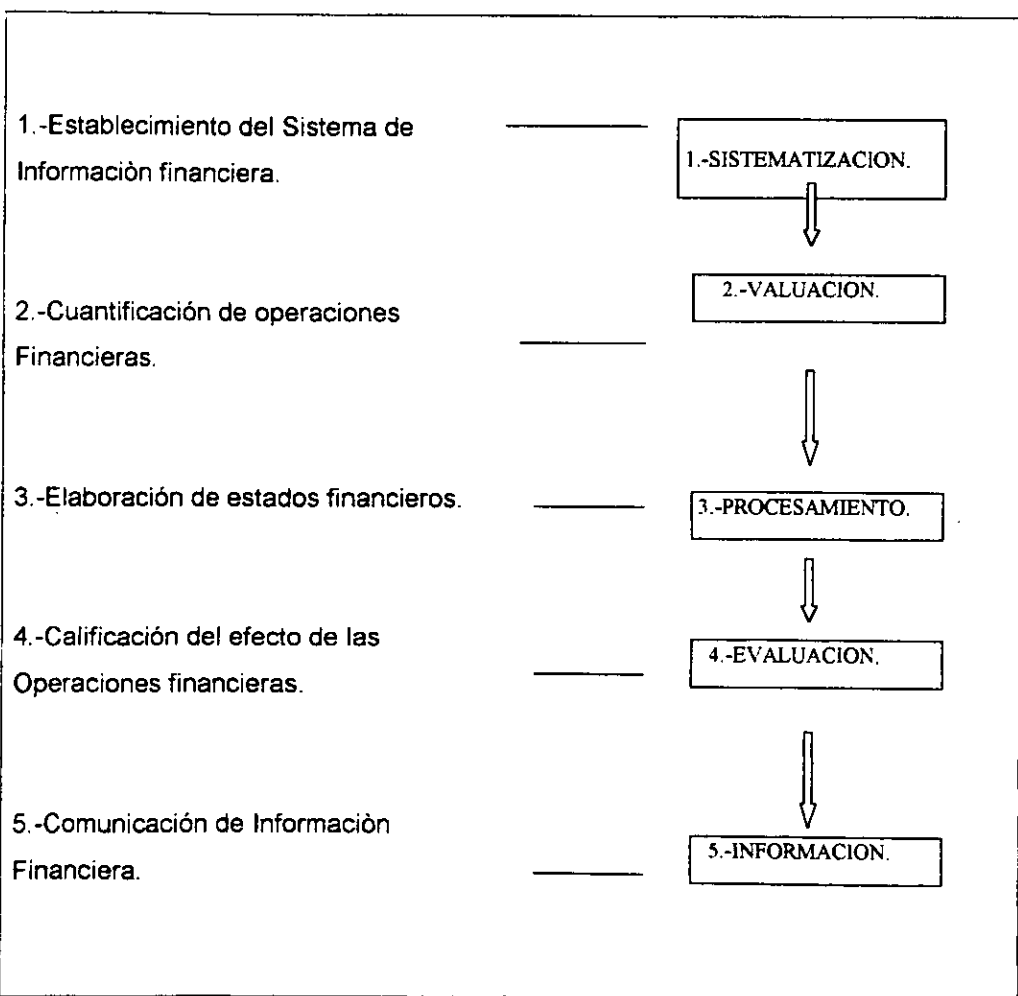 1.-Establecimiento del Sistema de
Informaciòn financiera.
1.-SISTEMATIZACION.
2.-VALUACION.
2.-Cuantificación de operaciones
Financieras.
3.-Elaboración de estados financieros.
3.-PROCESAMIENTO.
4.-Calificación del efecto de las
Operaciones financieras.
4.-EVALUACION.
5.-Comunicación de Informaciòn
Financiera.
5.-INFORMACION.